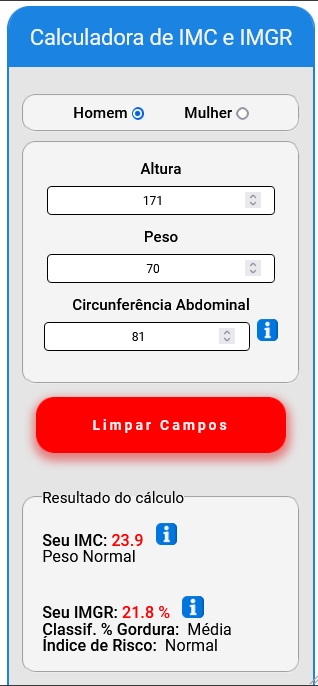 Calculadora de IMC e IMGR
Homem Mulher
Altura
171
Peso
70
Circunferência Abdominal
81
i
Limpar Campos
Resultado do cálculo
Seu IMC: 23.9 i
Peso Normal
Seu IMGR: 21.8 % i
Classif. % Gordura: Média
Índice de Risco: Normal